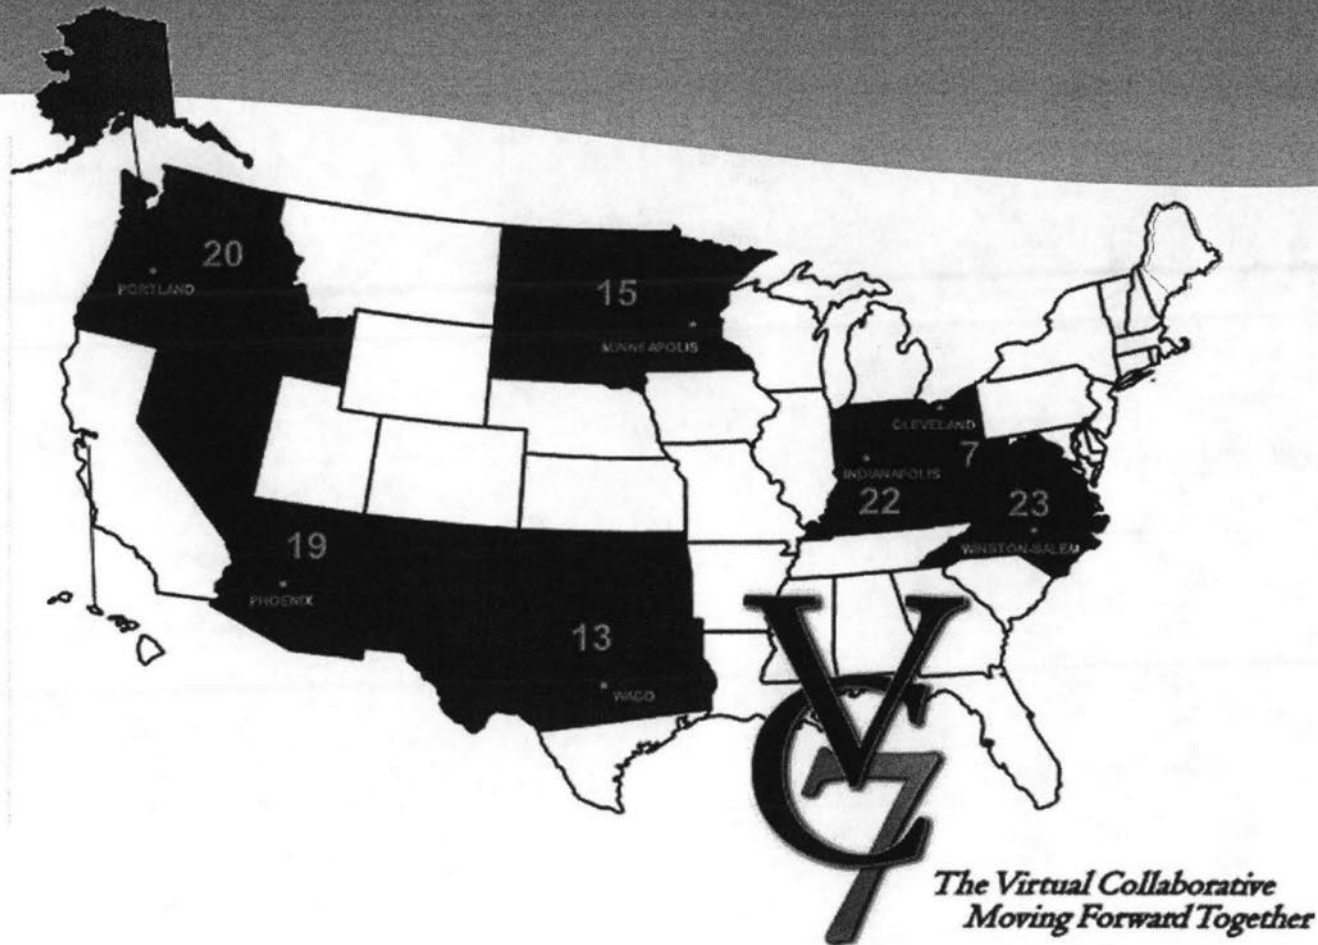 20
PORTLAND
15
MINNEAPOLIS
CLEVELAND
7
INDIANAPOLIS
22
23
WINSTON-SALEM
19
PHOENIX
13
WACO
VC7
The Virtual Collaborative
Moving Forward Together